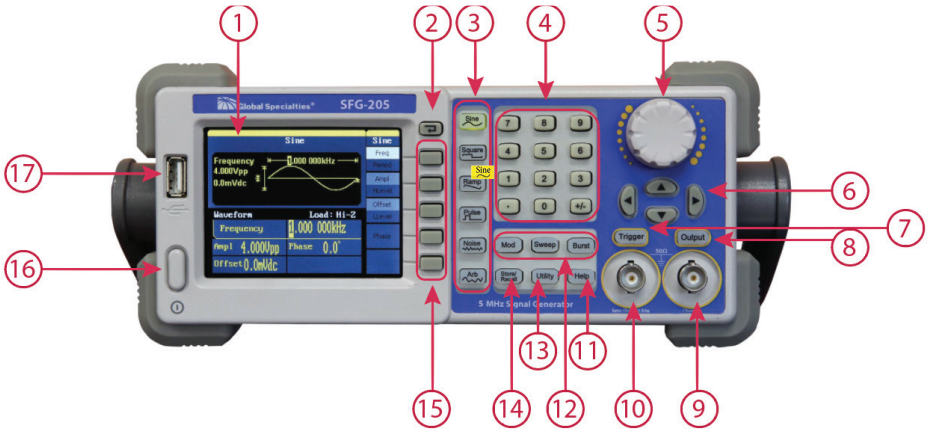 1
2
3
4
5
Global Specialties®
SFG-205
Sine
Sine
Frequency
4.000Vpp
0.0mVdc
1.000 000kHz
Freq
Ampl
Offset
Phase
Waveform
Load: Hi-Z
Frequency
1.000 000kHz
Ampl 4.000Vpp
Phase 0.0°
Offset 0.0mVdc
Sine
Square
Sine
Ramp
Pulse
Noise
Arb
7
8
9
4
5
6
1
2
3
.
0
+/-
Mod
Sweep
Burst
Store/
Recall
Utility
Help
5 MHz Signal Generator
Trigger
Output
50Ω
17
16
6
7
8
15
14
13
12
11
10
9